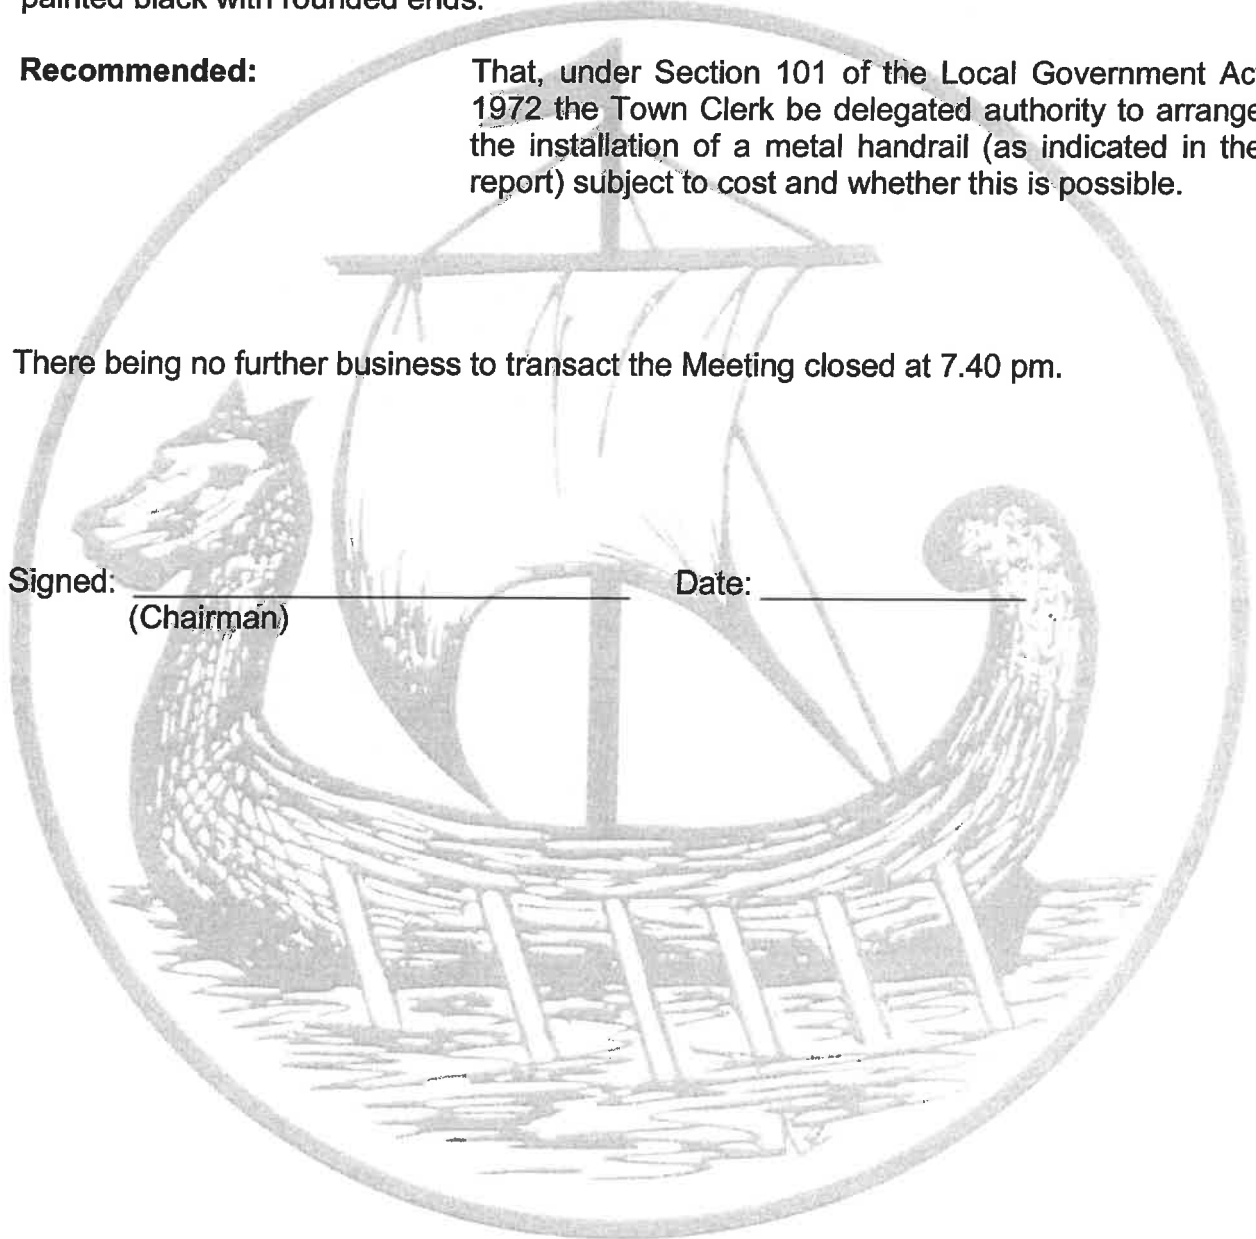 painted black with rounded ends.
Recommended: That, under Section 101 of the Local Government Ac
1972 the Town Clerk be delegated authority to arrange
the installation of a metal handrail (as indicated in the
report) subject to cost and whether this is possible.
There being no further business to transact the Meeting closed at 7.40 pm.
Signed: Date:
(Chairman)